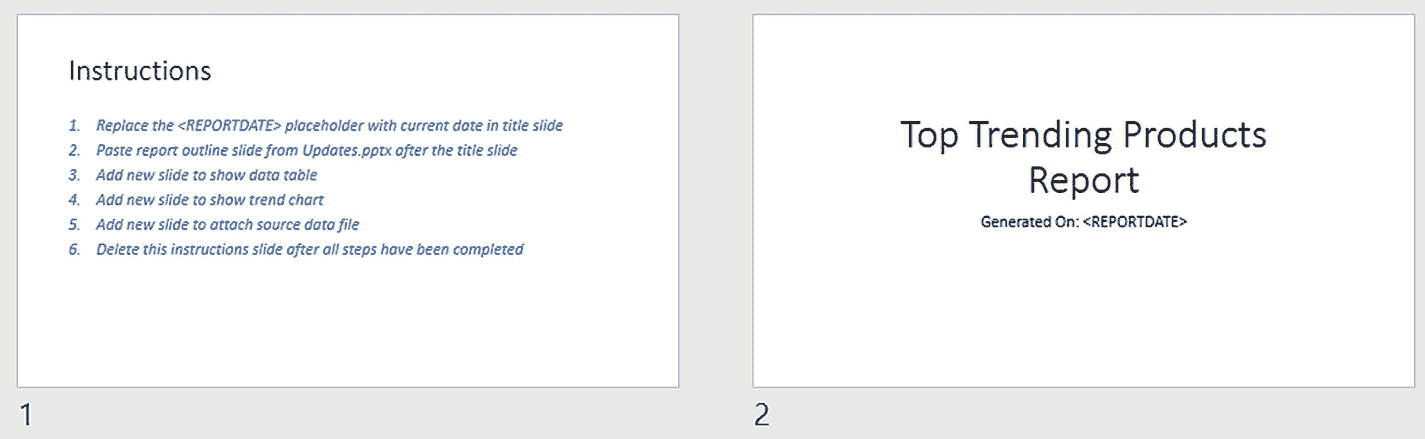 Instructions
1. Replace the <REPORTDATE> placeholder with current date in title slide
2. Paste report outline slide from Updates.pptx after the title slide
3. Add new slide to show data table
4. Add new slide to show trend chart
5. Add new slide to attach source data file
6. Delete this instructions slide after all steps have been completed
1
Top Trending Products
Report
Generated On: <REPORTDATE>
2